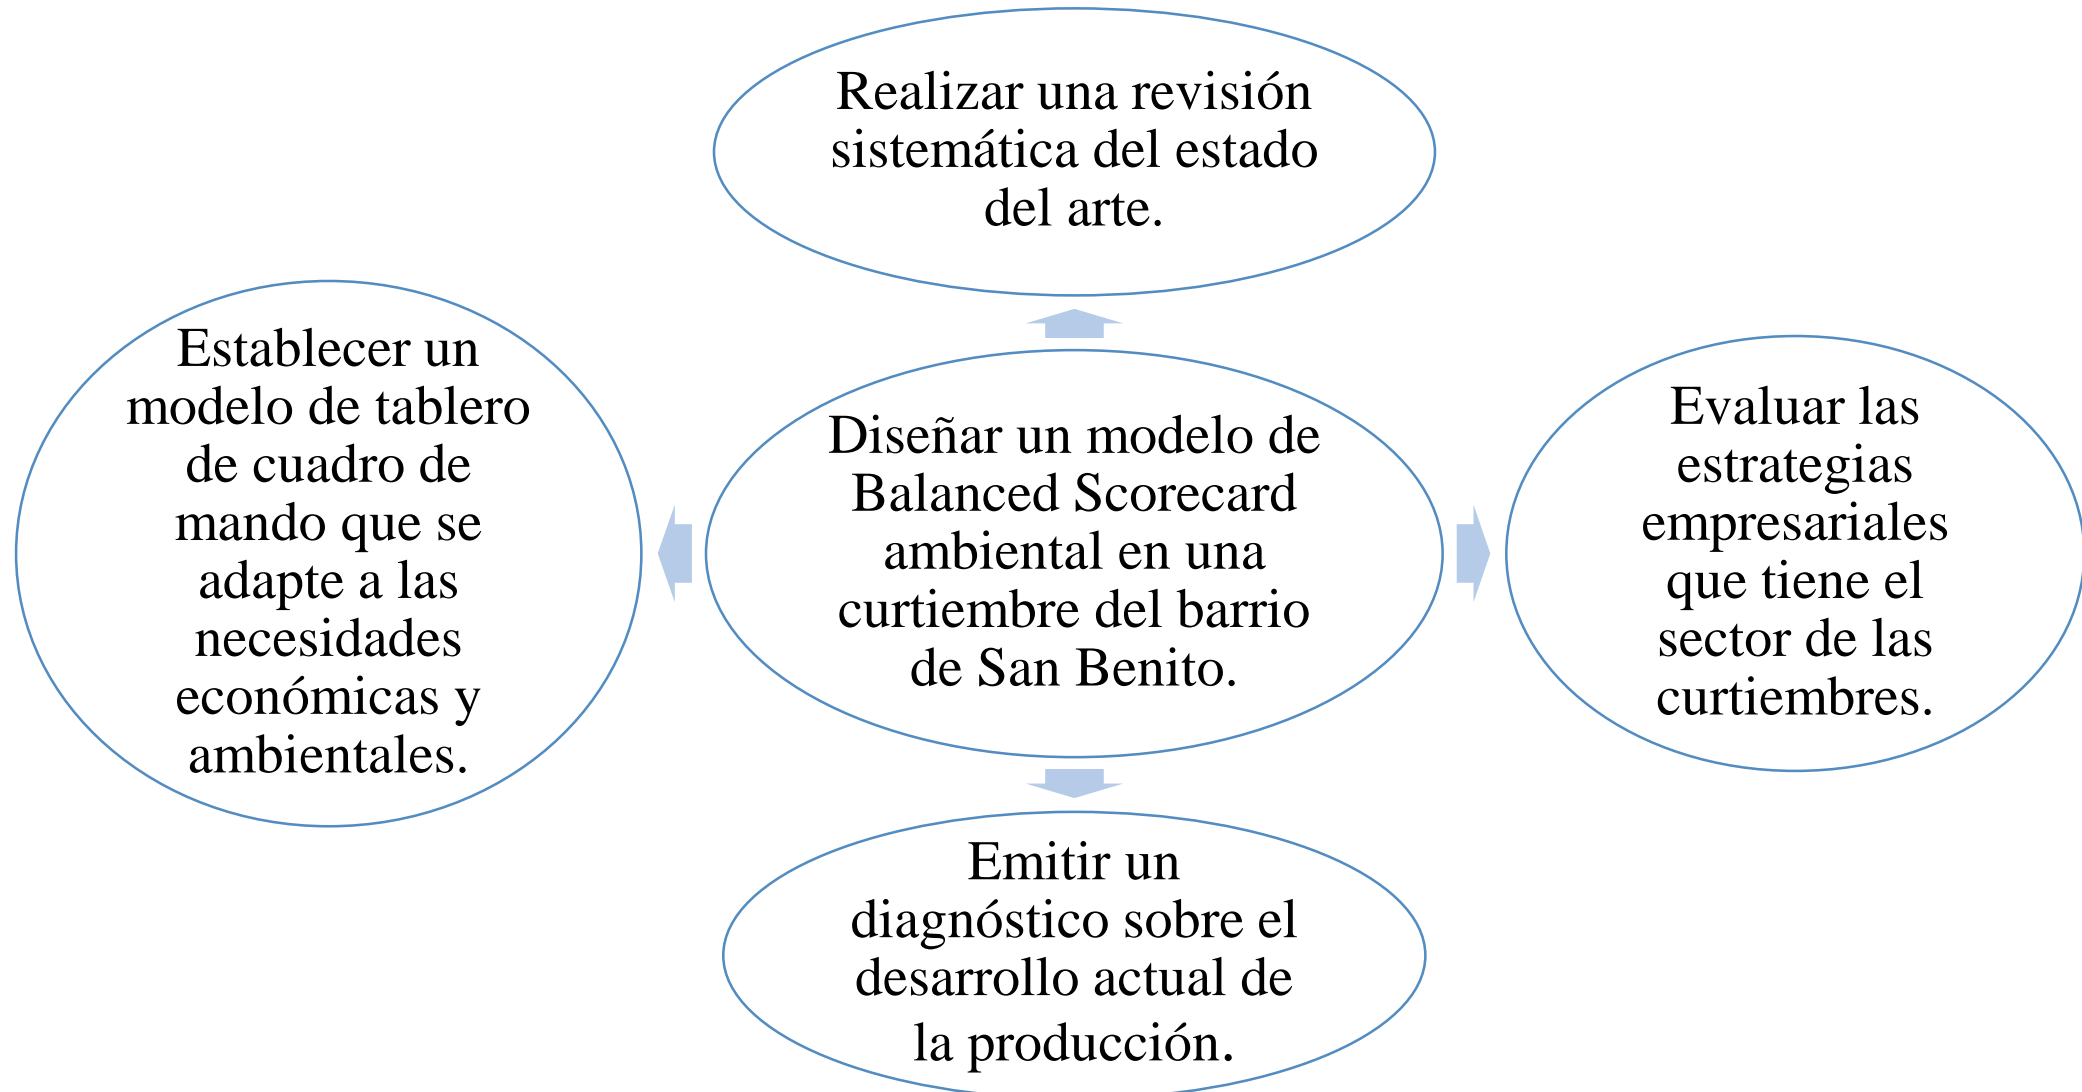 Realizar una revisión
sistemática del estado
del arte.
Establecer un
modelo de tablero
de cuadro de
mando que se
adapte a las
necesidades
económicas y
ambientales.
Diseñar un modelo de
Balanced Scorecard
ambiental en una
curtiembre del barrio
de San Benito.
Evaluar las
estrategias
empresariales
que tiene el
sector de las
curtiembres.
Emitir un
diagnóstico sobre el
desarrollo actual de
la producción.